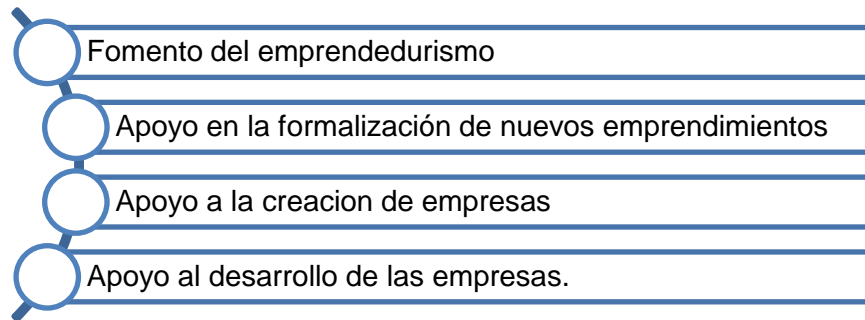 Fomento del emprendedurismo
Apoyo en la formalización de nuevos emprendimientos
Apoyo a la creacion de empresas
Apoyo al desarrollo de las empresas.